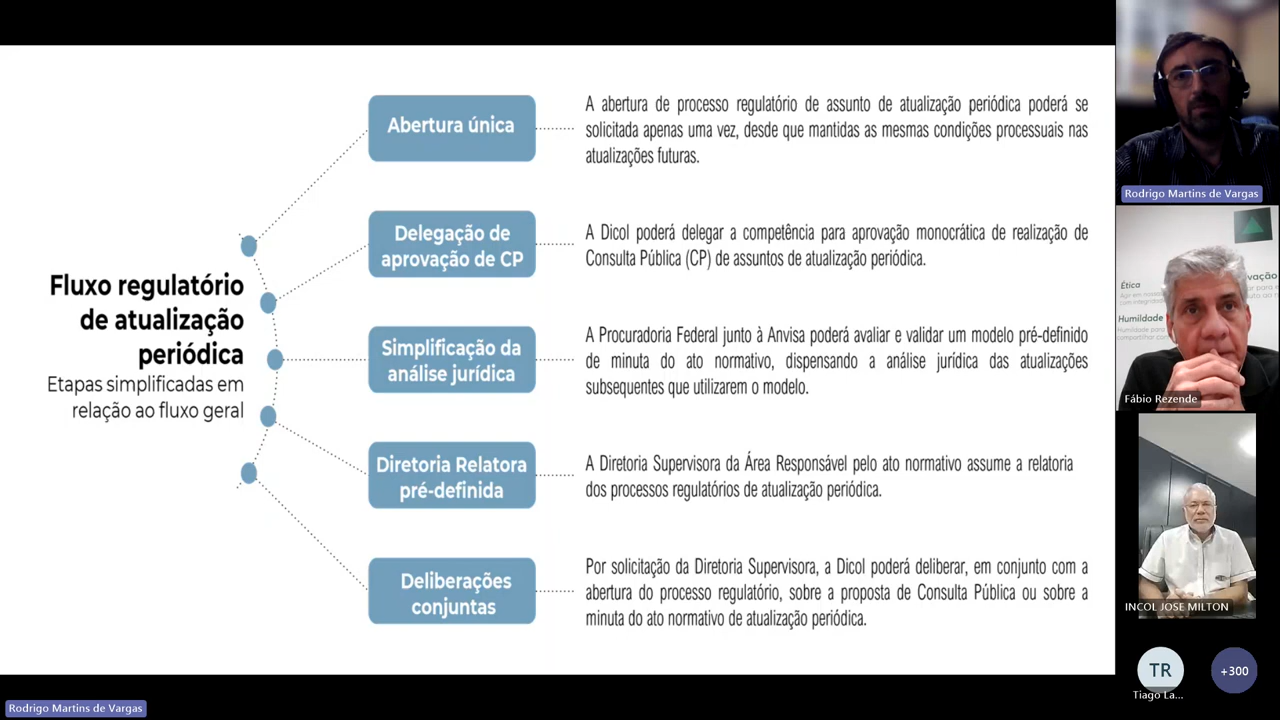 Fluxo regulatório
de atualização
periódica
Etapas simplificadas em
relação ao fluxo geral
Abertura única
A abertura de processo regulatório de assunto de atualização periódica poderá se
solicitada apenas uma vez, desde que mantidas as mesmas condições processuais nas
atualizações futuras.
Delegação de
aprovação de CP
A Dicol poderá delegar a competência para aprovação monocrática de realização de
Consulta Pública (CP) de assuntos de atualização periódica.
Simplificação da
análise jurídica
A Procuradoria Federal junto à Anvisa poderá avaliar e validar um modelo pré-definido
de minuta do ato normativo, dispensando a análise jurídica das atualizações
subsequentes que utilizarem o modelo.
Diretoria Relatora
pré-definida
A Diretoria Supervisora da Área Responsável pelo ato normativo assume a relatoria
dos processos regulatórios de atualização periódica.
Deliberações
conjuntas
Por solicitação da Diretoria Supervisora, a Dicol poderá deliberar, em conjunto com a
abertura do processo regulatório, sobre a proposta de Consulta Pública ou sobre a
minuta do ato normativo de atualização periódica.
Rodrigo Martins de Vargas
Ética
Humildade
Fábio Rezende
INCOL JOSE MILTON
TR
+300
Tiago La...
Rodrigo Martins de Vargas